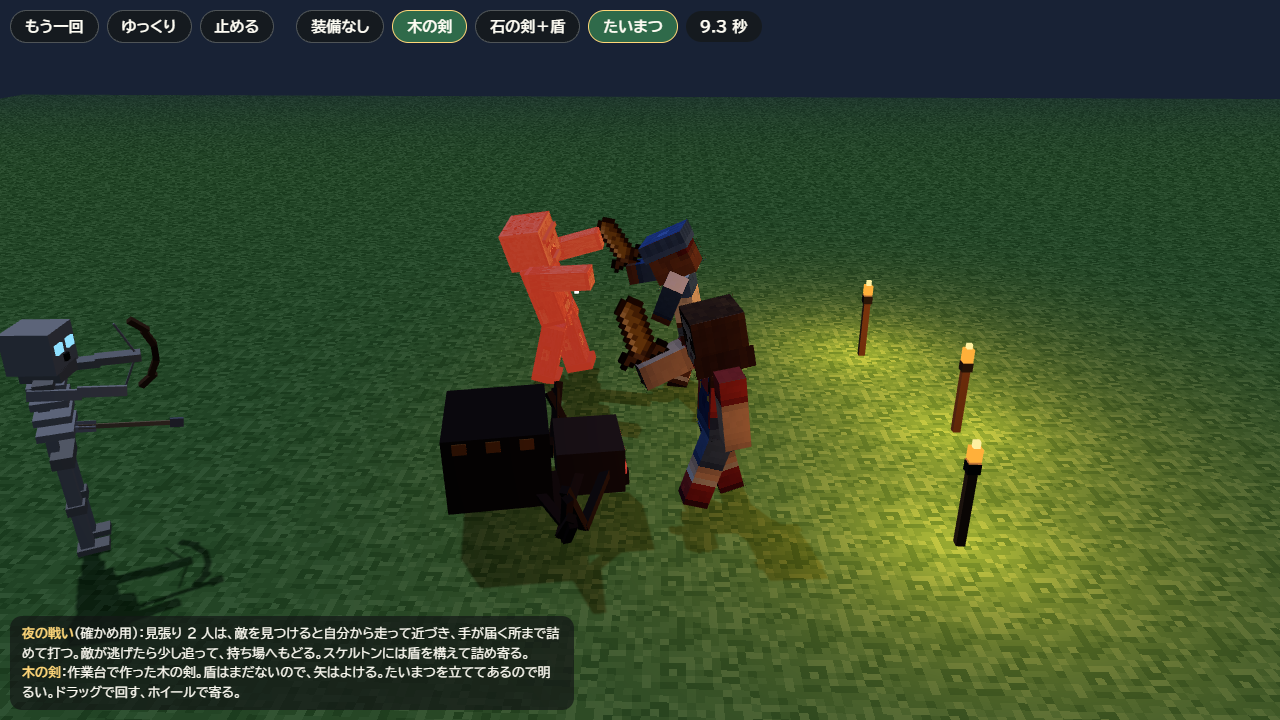 もう一回 ゆっくり 止める 装備なし 木の剣 石の剣＋盾 たいまつ 9.3 秒
夜の戦い(確かめ用)：見張り 2 人は、敵を見つけると自分から走って近づき、手が届く所まで詰
めて打つ。敵が逃げたら少し追って、持ち場へもどる。スケルトンには盾を構えて詰め寄る。
木の剣：作業台で作った木の剣。盾はまだないので、矢はよける。たいまつを立ててあるので明
るい。ドラッグで回す、ホイールで寄る。